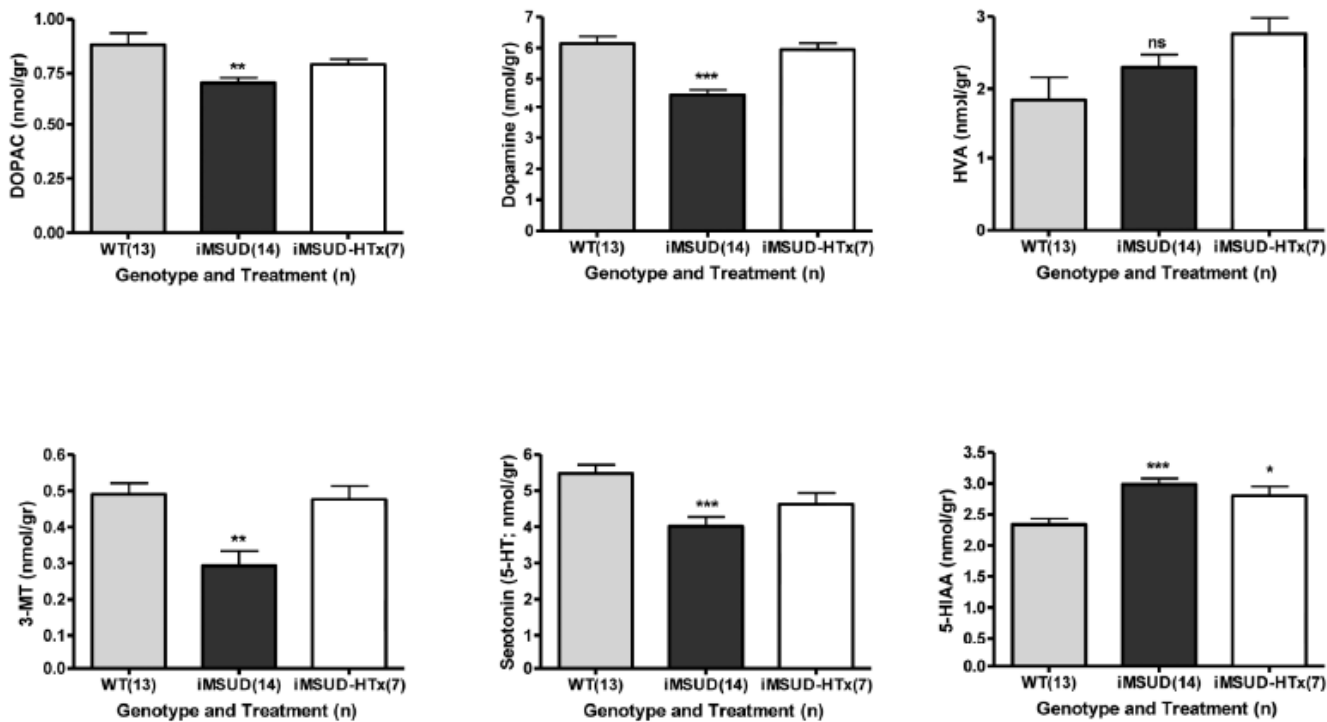 DOPAC (nmol/gr)
1.00
0.75
0.50
0.25
0.00
**
WT(13) iMSUD(14) iMSUD-HTx(7)
Genotype and Treatment (n)
Dopamine (nmol/gr)
7
6
5
4
3
2
1
0
***
WT(13) iMSUD(14) iMSUD-HTx(7)
Genotype and Treatment (n)
HVA (nmol/gr)
3
2
1
0
ns
WT(13) iMSUD(14) iMSUD-HTx(7)
Genotype and Treatment (n)
3-MT (nmol/gr)
0.6
0.5
0.4
0.3
0.2
0.1
0.0
**
WT(13) iMSUD(14) iMSUD-HTx(7)
Genotype and Treatment (n)
Serotonin (5-HT; nmol/gr)
6
5
4
3
2
1
0
***
WT(13) iMSUD(14) iMSUD-HTx(7)
Genotype and Treatment (n)
5-HIAA (nmol/gr)
3.5
3.0
2.5
2.0
1.5
1.0
0.5
0.0
***
*
WT(13) iMSUD(14) iMSUD-HTx(7)
Genotype and Treatment (n)